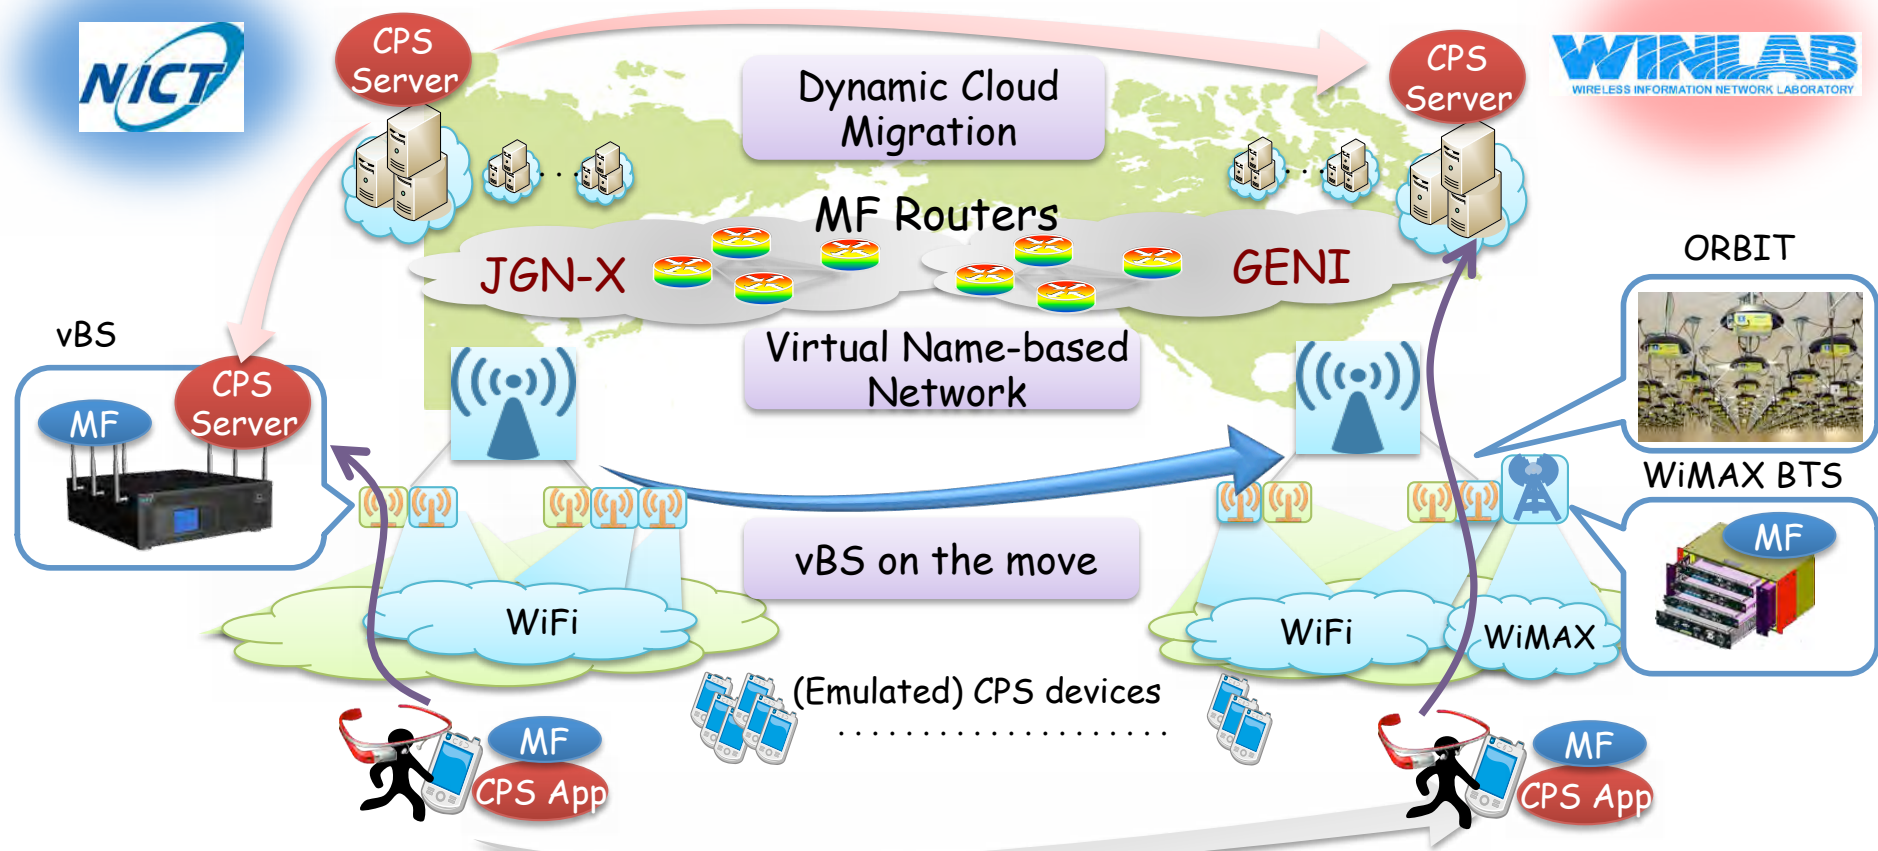 NICT
CPS
Server
Dynamic Cloud
Migration
CPS
Server
WINLAB
WIRELESS INFORMATION NETWORK LABORATORY
. . .
. . .
MF Routers
JGN-X
GENI
ORBIT
vBS
Virtual Name-based
Network
CPS
Server
MF
WiMAX BTS
MF
vBS on the move
WiFi
WiFi
WiMAX
(Emulated) CPS devices
. . . . . . . . . . . . . . . . . . . .
MF
CPS App
MF
CPS App